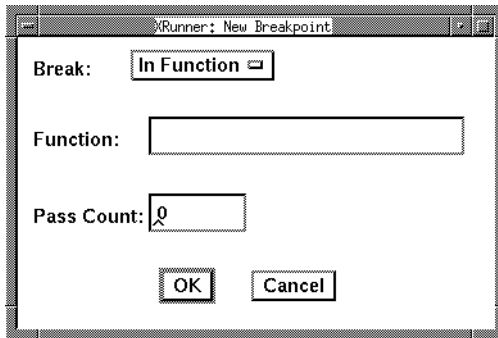 XRunner: New Breakpoint
Break: In Function
Function:
Pass Count: 0
OK Cancel